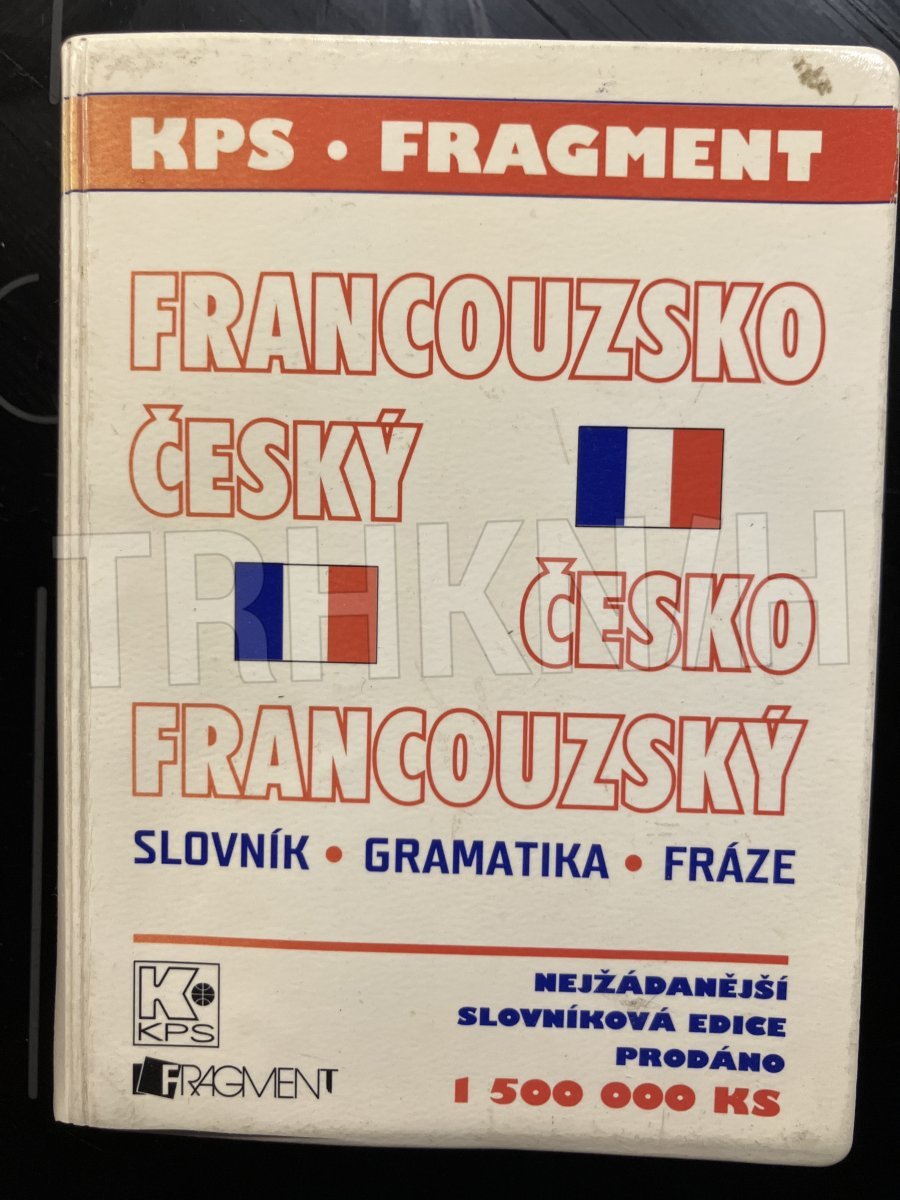 KPS • FRAGMENT
FRANCOUZSKO
ČESKÝ
TRHKNIH
ČESKO
FRANCOUZSKÝ
SLOVNÍK • GRAMATIKA • FRÁZE
NEJŽÁDANĚJŠÍ
SLOVNÍKOVÁ EDICE
PRODÁNO
1 500 000 KS
K
KPS
FRAGMENT